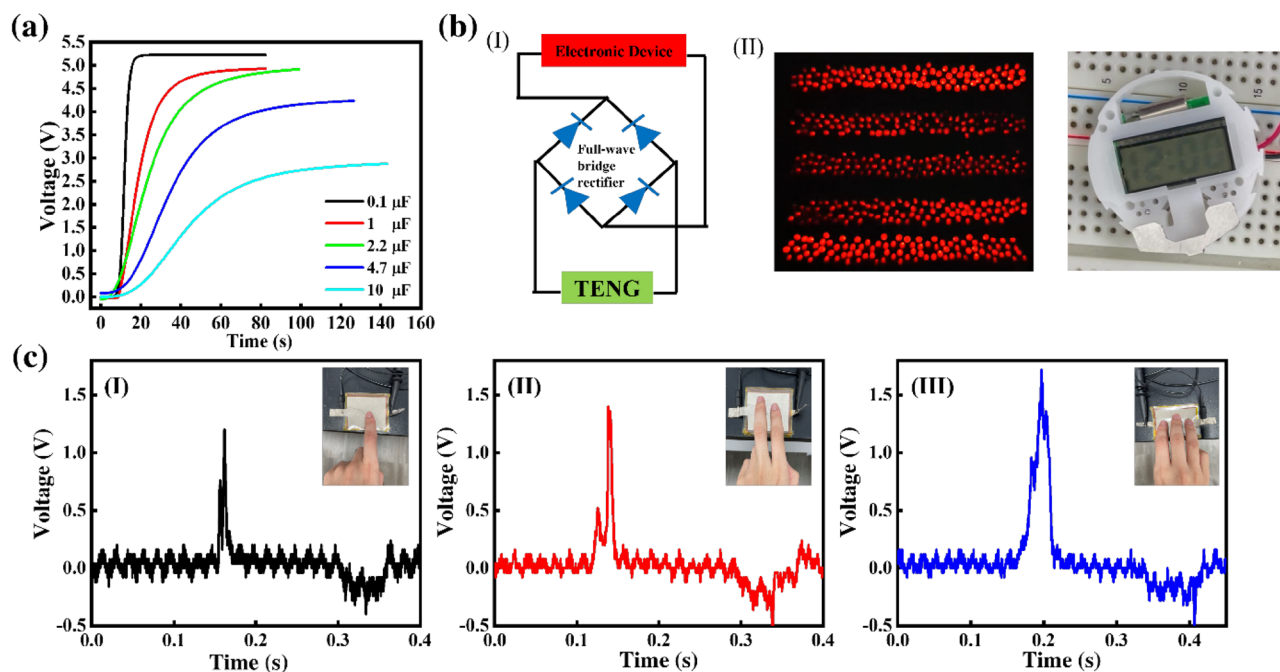 (a)
5.5
5.0
4.5
4.0
3.5
3.0
2.5
2.0
1.5
1.0
0.5
0.0
Voltage (V)
0.1 μF
1 μF
2.2 μF
4.7 μF
10 μF
0 20 40 60 80 100 120 140 160
Time (s)
(b)
(I)
Electronic Device
Full-wave
bridge
rectifier
TENG
(II)
5
10
15
12:00
(c)
(I)
1.5
1.0
0.5
0.0
-0.5
Voltage (V)
0.0 0.1 0.2 0.3 0.4
Time (s)
(II)
1.5
1.0
0.5
0.0
-0.5
Voltage (V)
0.0 0.1 0.2 0.3 0.4
Time (s)
(III)
1.5
1.0
0.5
0.0
-0.5
Voltage (V)
0.0 0.2 0.4
Time (s)